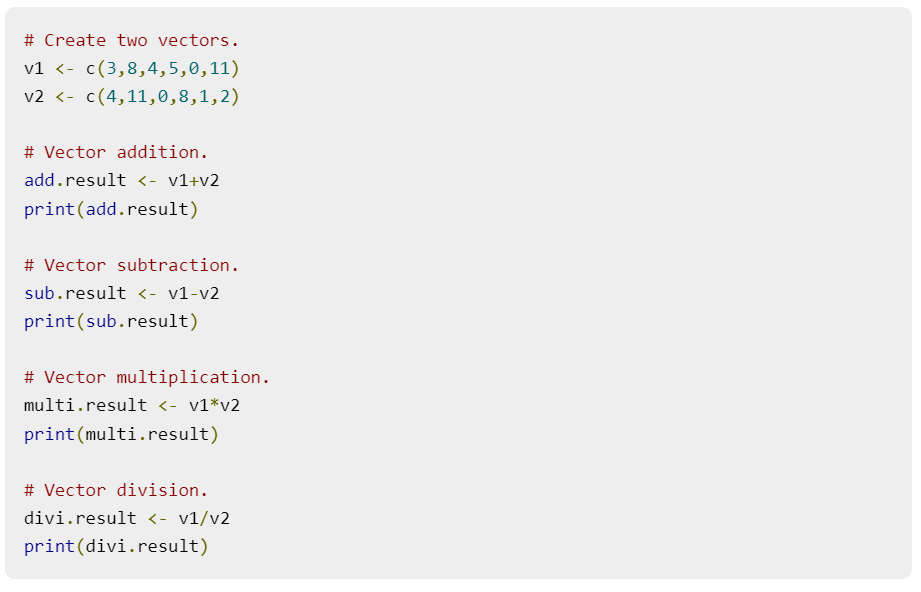 # Create two vectors.
v1 <- c(3,8,4,5,0,11)
v2 <- c(4,11,0,8,1,2)
# Vector addition.
add.result <- v1+v2
print(add.result)
# Vector subtraction.
sub.result <- v1-v2
print(sub.result)
# Vector multiplication.
multi.result <- v1*v2
print(multi.result)
# Vector division.
divi.result <- v1/v2
print(divi.result)